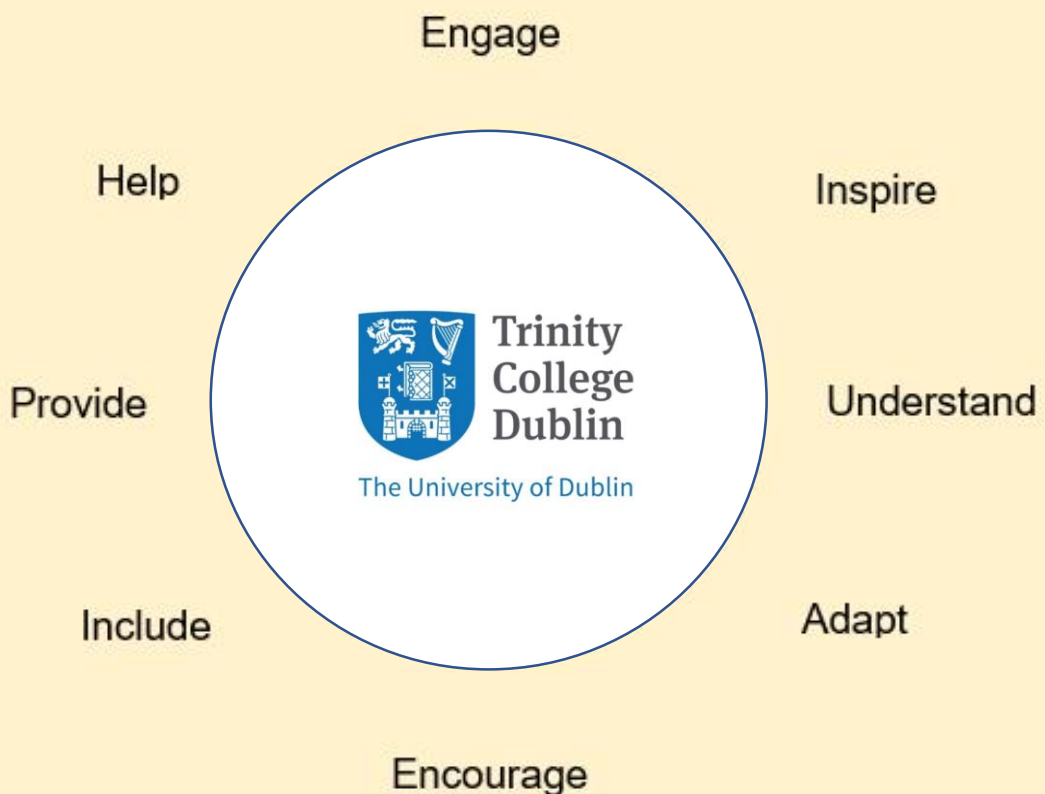 Engage
Help
Inspire
Trinity
College
Dublin
Provide
Understand
The University of Dublin
Include
Adapt
Encourage